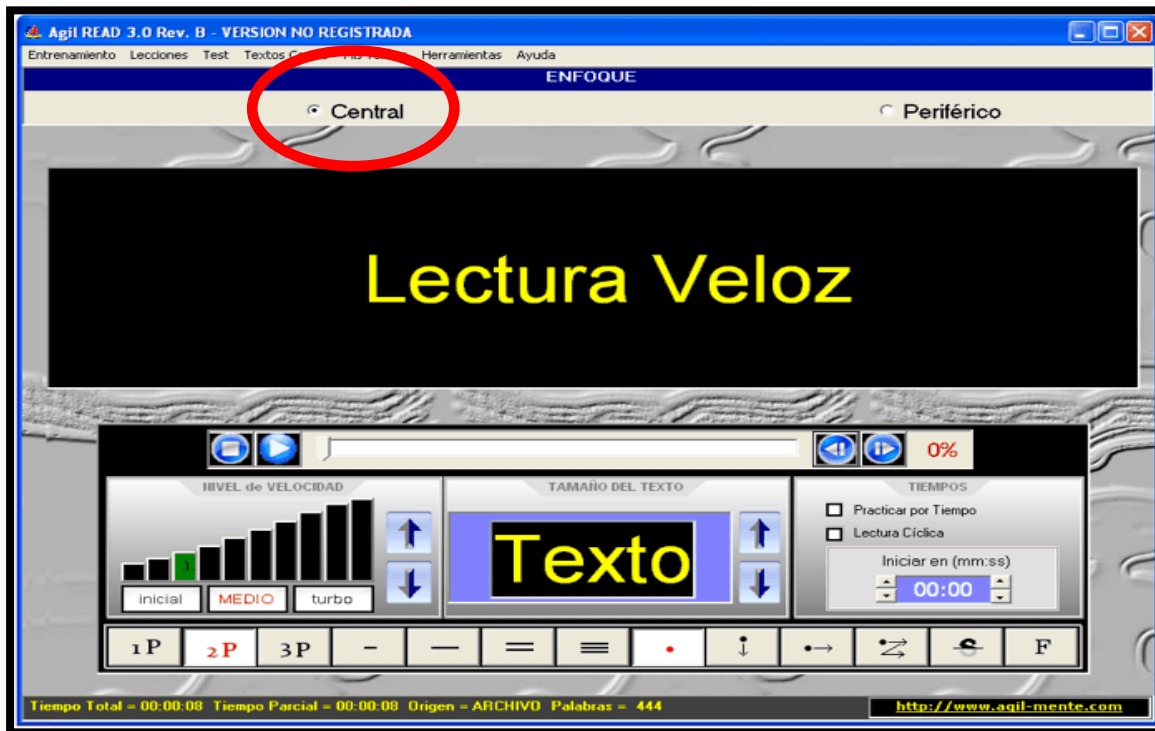 Agil READ 3.0 Rev. B - VERSION NO REGISTRADA
Entrenamiento Lecciones Test Herramientas Ayuda
ENFOQUE
Central Periférico
Lectura Veloz
0%
NIVEL de VELOCIDAD TAMAÑO DEL TEXTO TIEMPOS
Practicar por Tiempo
Lectura Cíclica
3
Texto
Iniciar en (mm:ss)
00:00
inicial MEDIO turbo
1P 2P 3P S F
Tiempo Total = 00:00:08 Tiempo Parcial = 00:00:08 Origen = ARCHIVO Palabras = 444 http://www.agil-mente.com